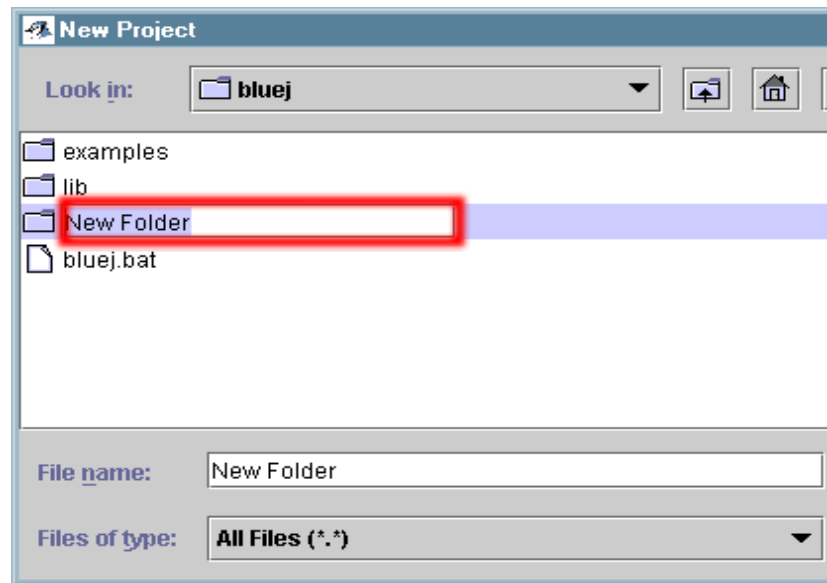 New Project
Look in:
bluej
examples
lib
New Folder
bluej.bat
File name:
New Folder
Files of type:
All Files (*.*)